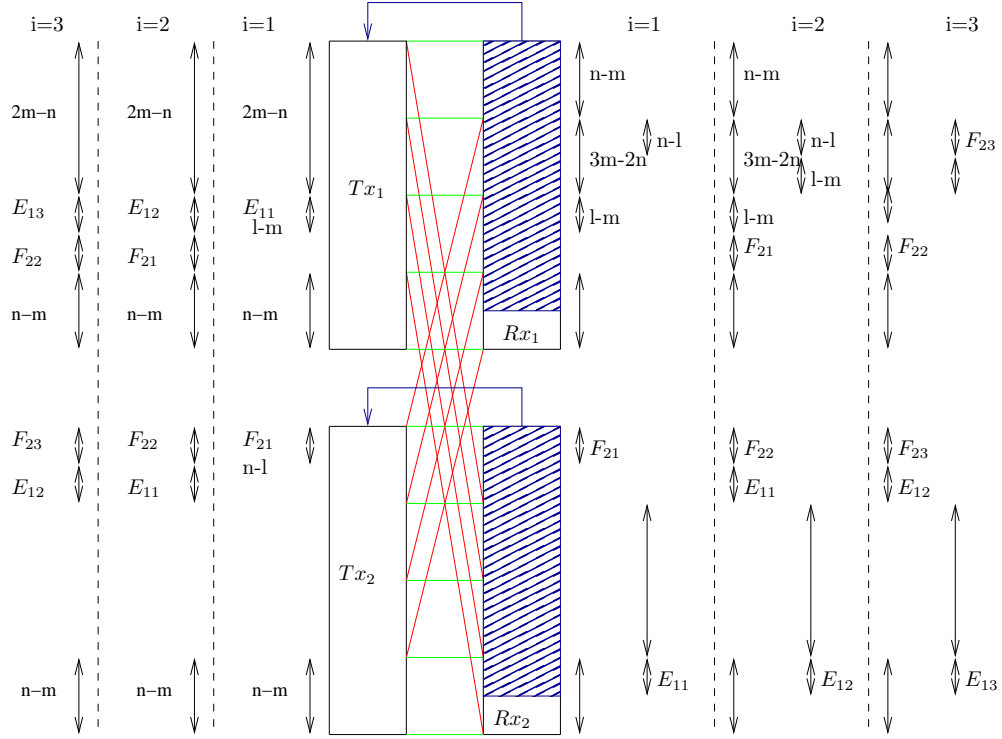 i=3 i=2 i=1 i=1 i=2 i=3
n-m n-m
2m-n 2m-n 2m-n n-l n-l F23
3m-2n 3m-2n
Tx1 l-m
E13 E12 E11 l-m l-m
l-m
F22 F21 F21 F22
n-m n-m n-m
Rx1
F23 F22 F21 F21 F22 F23
n-l
E12 E11 E11 E12
Tx2
E11 E12 E13
n-m n-m n-m
Rx2